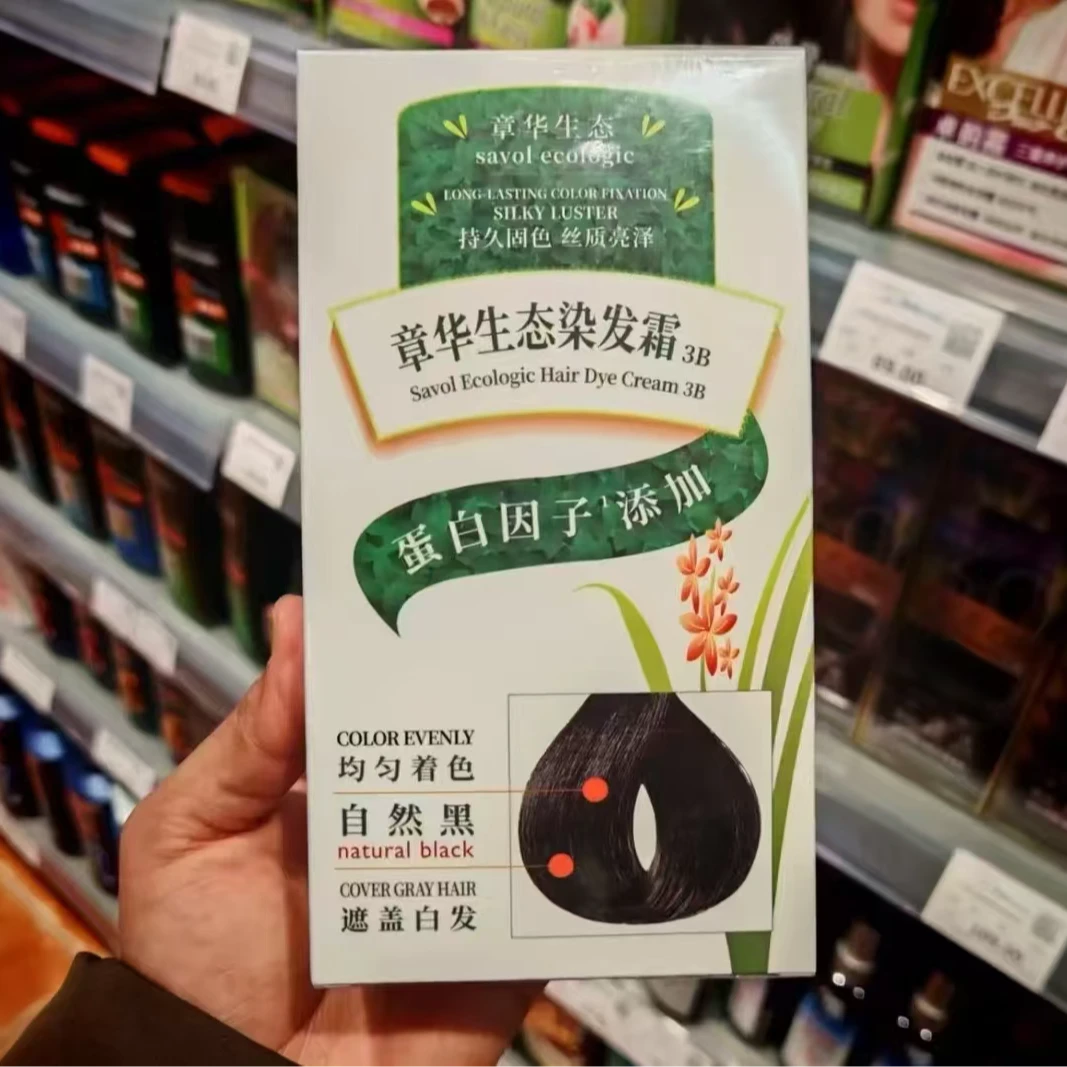 章华生态
savol ecologic
LONG-LASTING COLOR FIXATION
SILKY LUSTER
持久固色 丝质亮泽
章华生态染发霜 3B
Savol Ecologic Hair Dye Cream 3B
蛋白因子¹添加
COLOR EVENLY
均匀着色
自然黑
natural black
COVER GRAY HAIR
遮盖白发
EXCELL